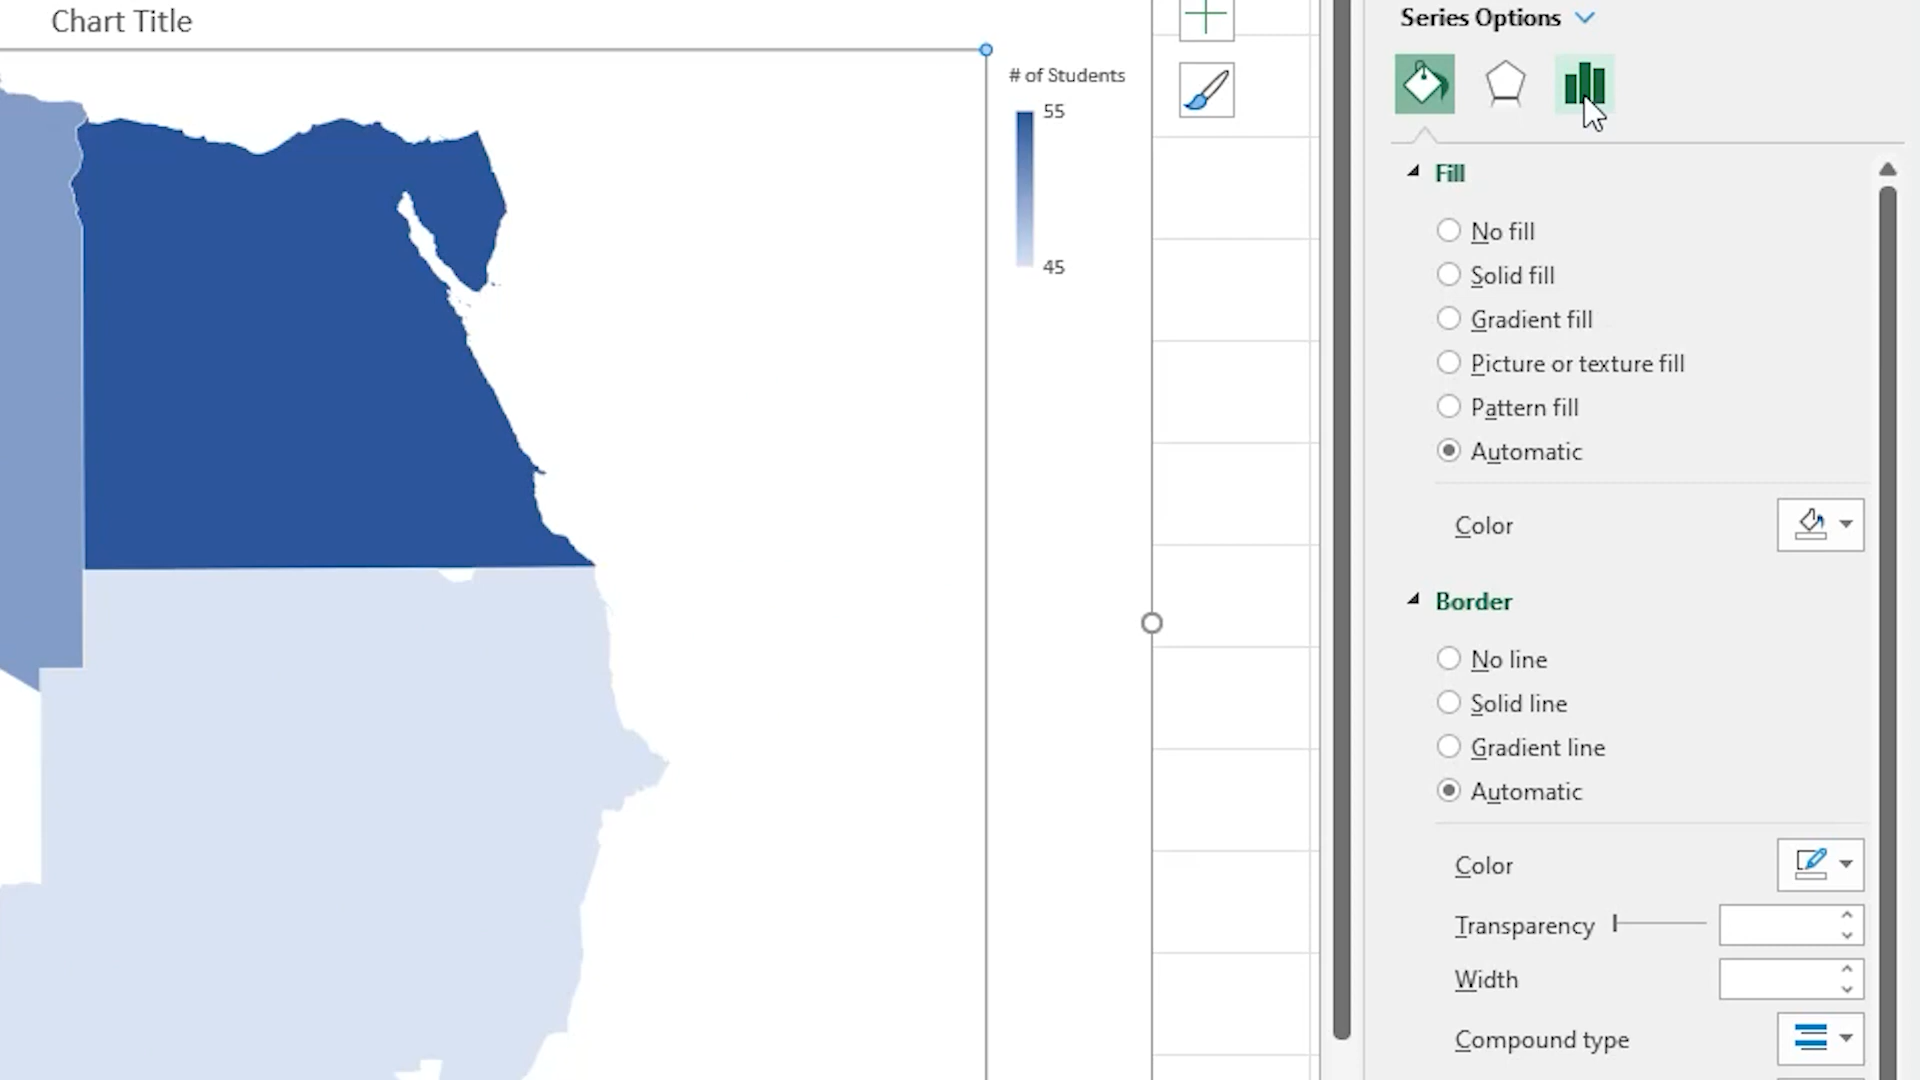 Chart Title
# of Students
55
45
Series Options
Fill
No fill
Solid fill
Gradient fill
Picture or texture fill
Pattern fill
Automatic
Color
Border
No line
Solid line
Gradient line
Automatic
Color
Transparency
Width
Compound type